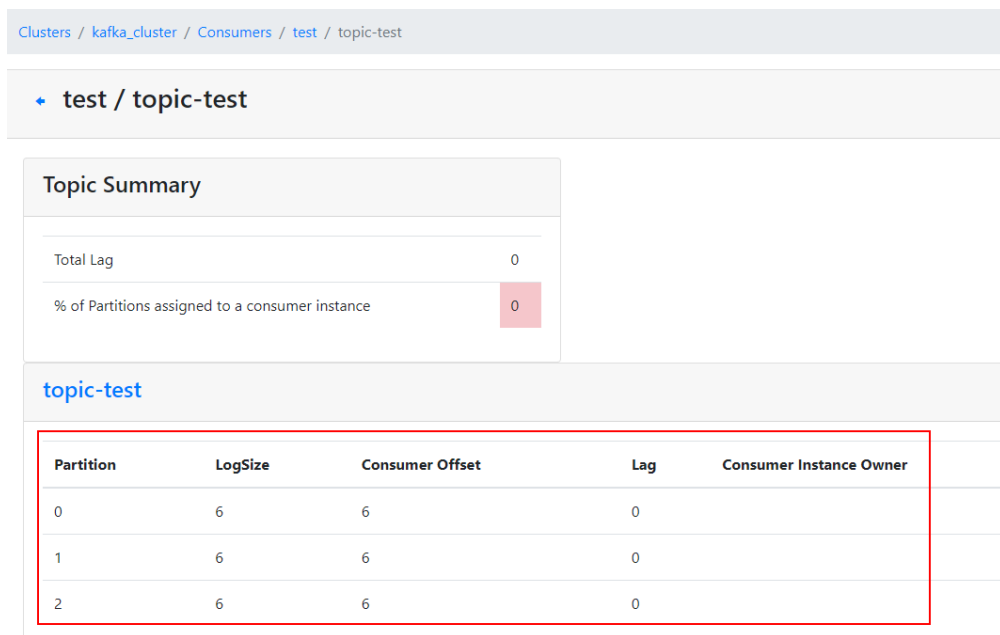 Clusters / kafka_cluster / Consumers / test / topic-test
test / topic-test
Topic Summary
Total Lag 0
% of Partitions assigned to a consumer instance 0
topic-test
Partition LogSize Consumer Offset Lag Consumer Instance Owner
0 6 6 0
1 6 6 0
2 6 6 0